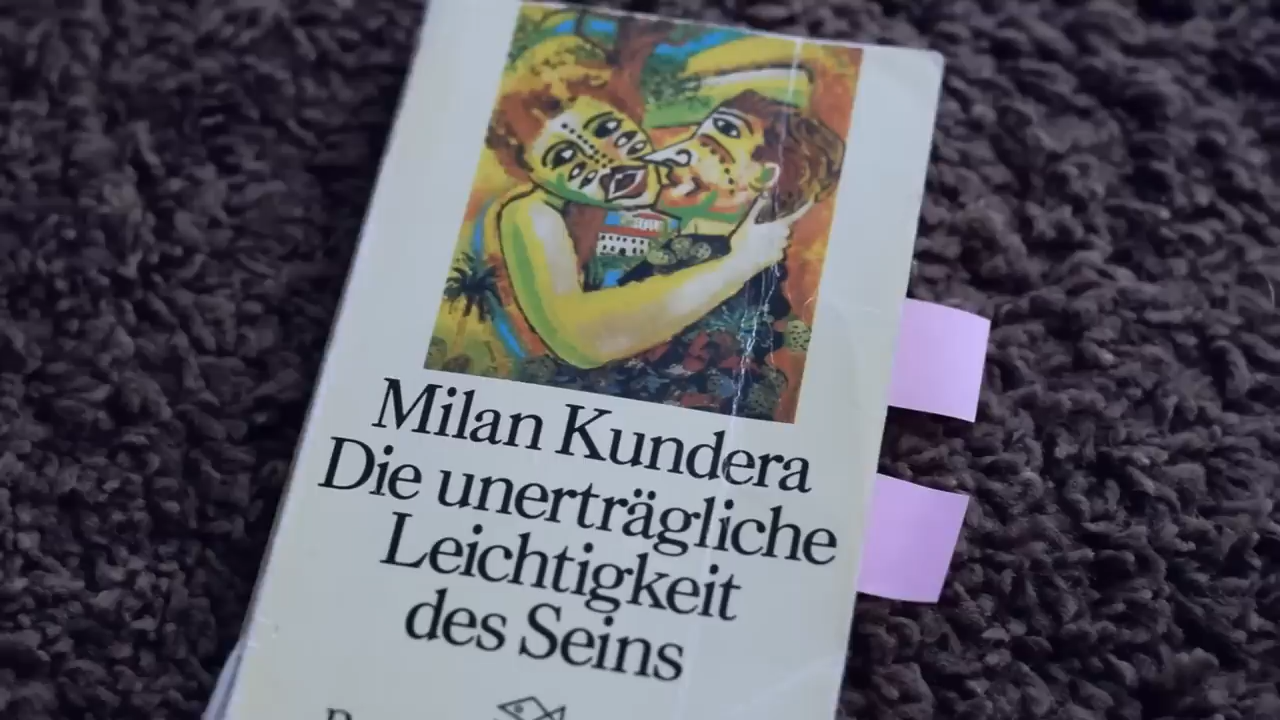 Milan Kundera
Die unerträgliche
Leichtigkeit
des Seins